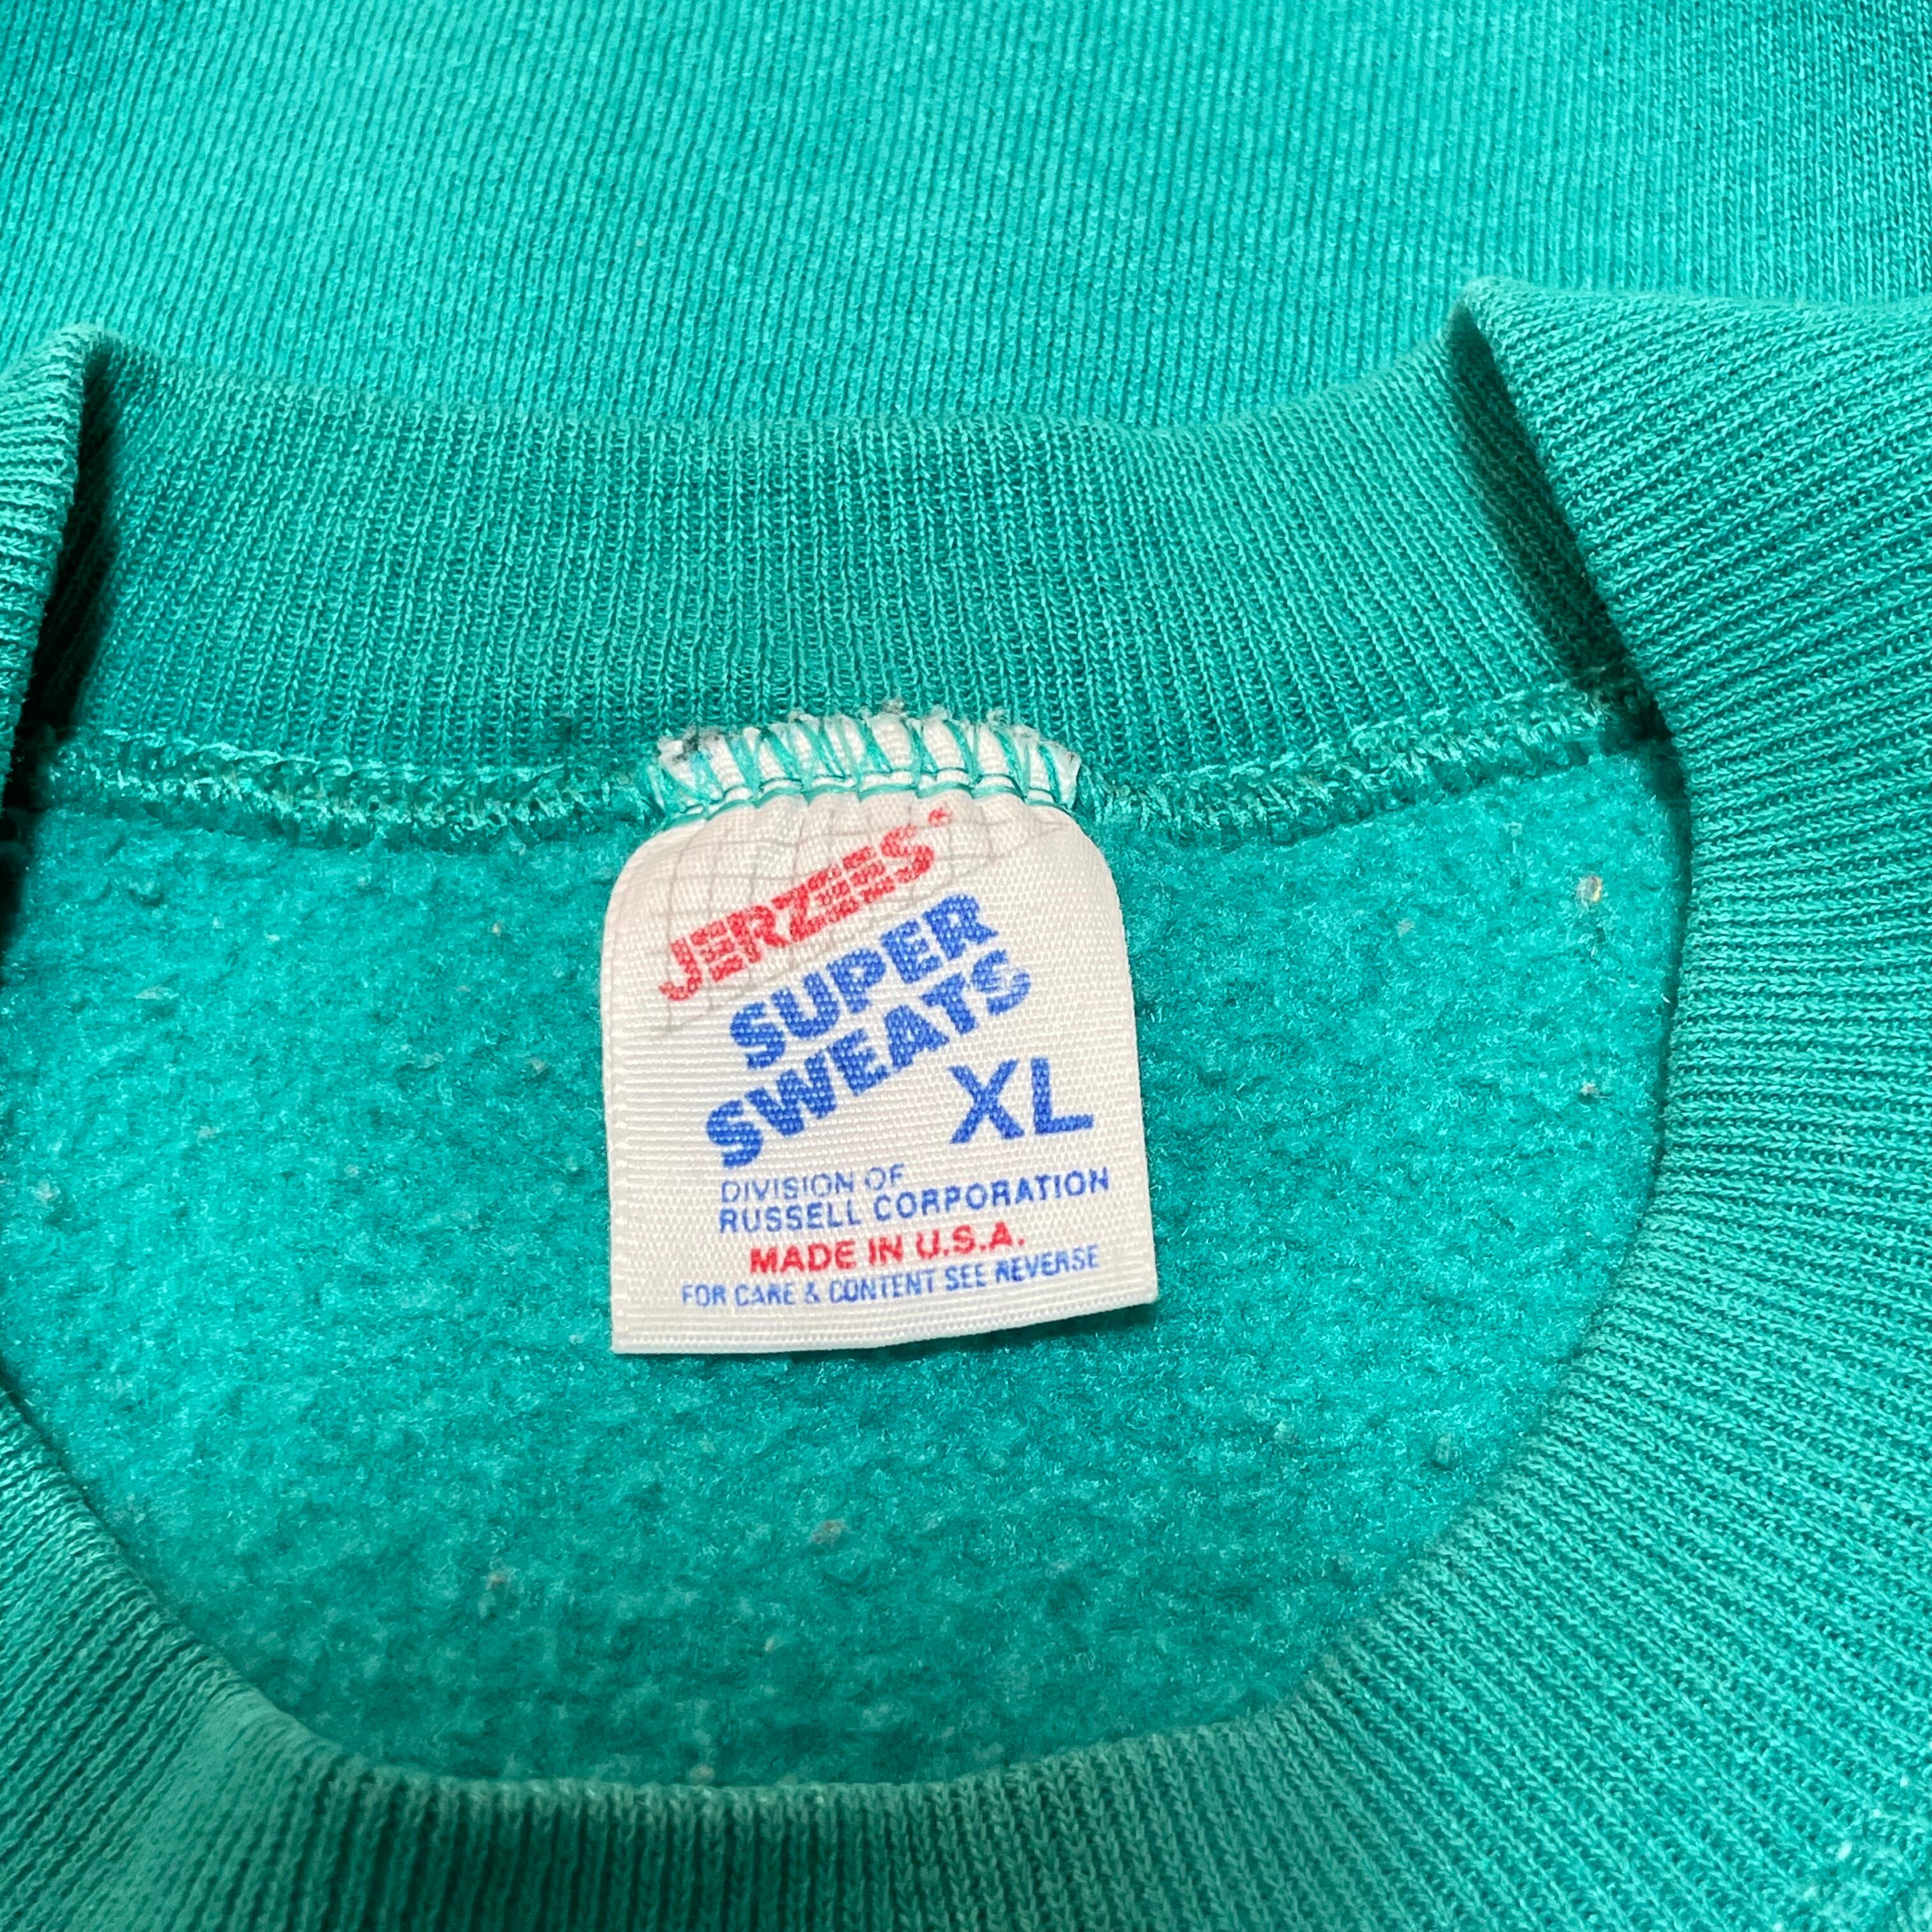 JERZEES
SUPER
SWEATS
XL
DIVISION OF
RUSSELL CORPORATION
MADE IN U.S.A.
FOR CARE & CONTENT SEE REVERSE